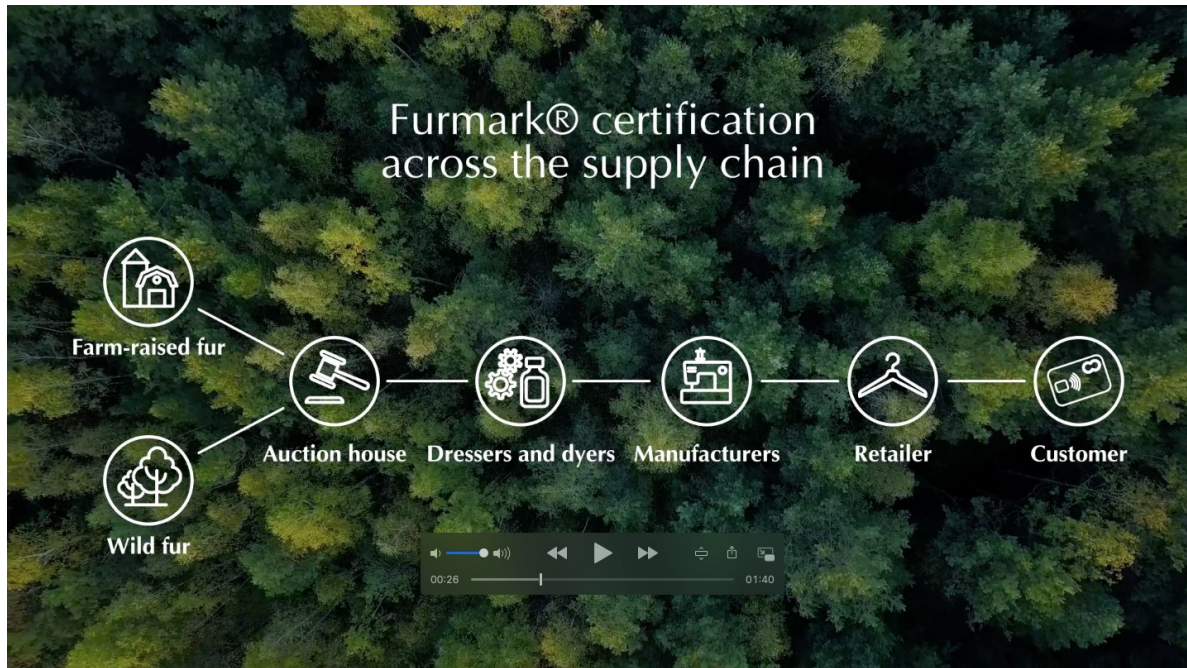 Furmark® certification
across the supply chain
Farm-raised fur
Auction house
Dressers and dyers
Manufacturers
Retailer
Customer
Wild fur
00:26
01:40